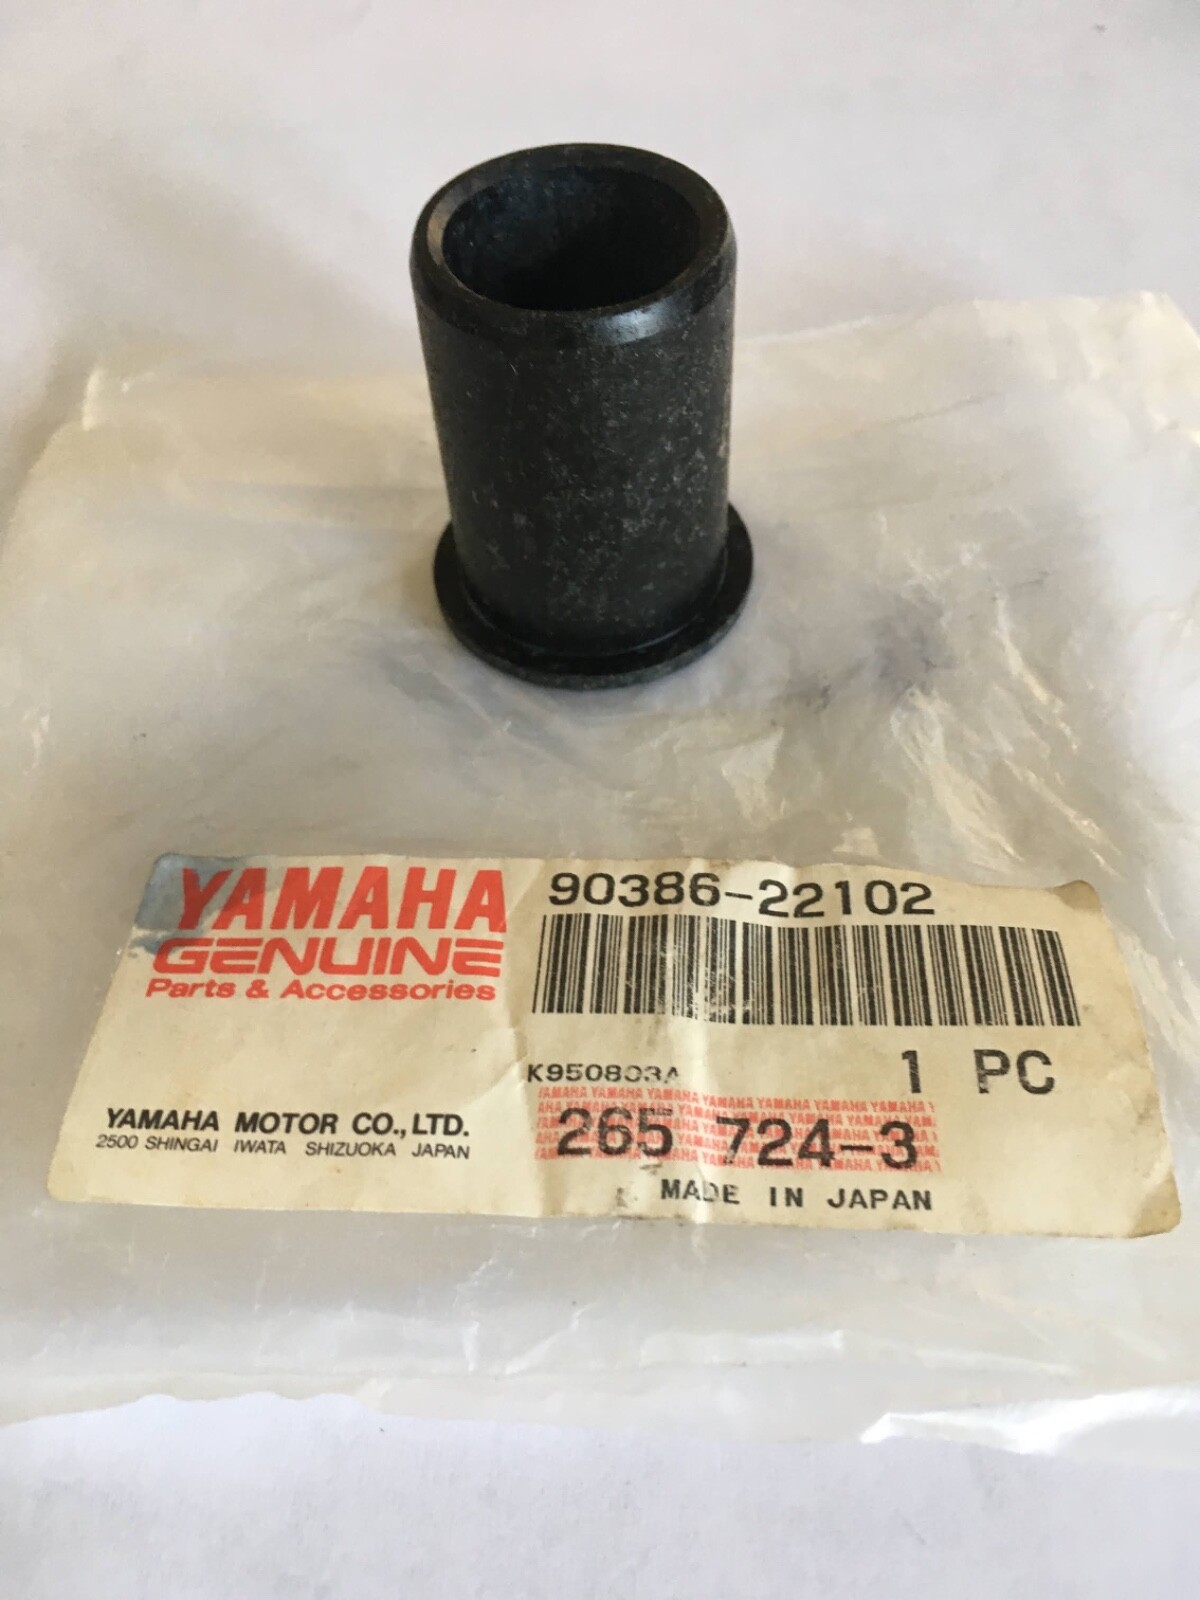 YAMAHA
GENUINE
Parts & Accessories
YAMAHA MOTOR CO., LTD.
2500 SHINGAI IWATA SHIZUOKA JAPAN
90386-22102
K950803A
1 PC
265 724-3
MADE IN JAPAN